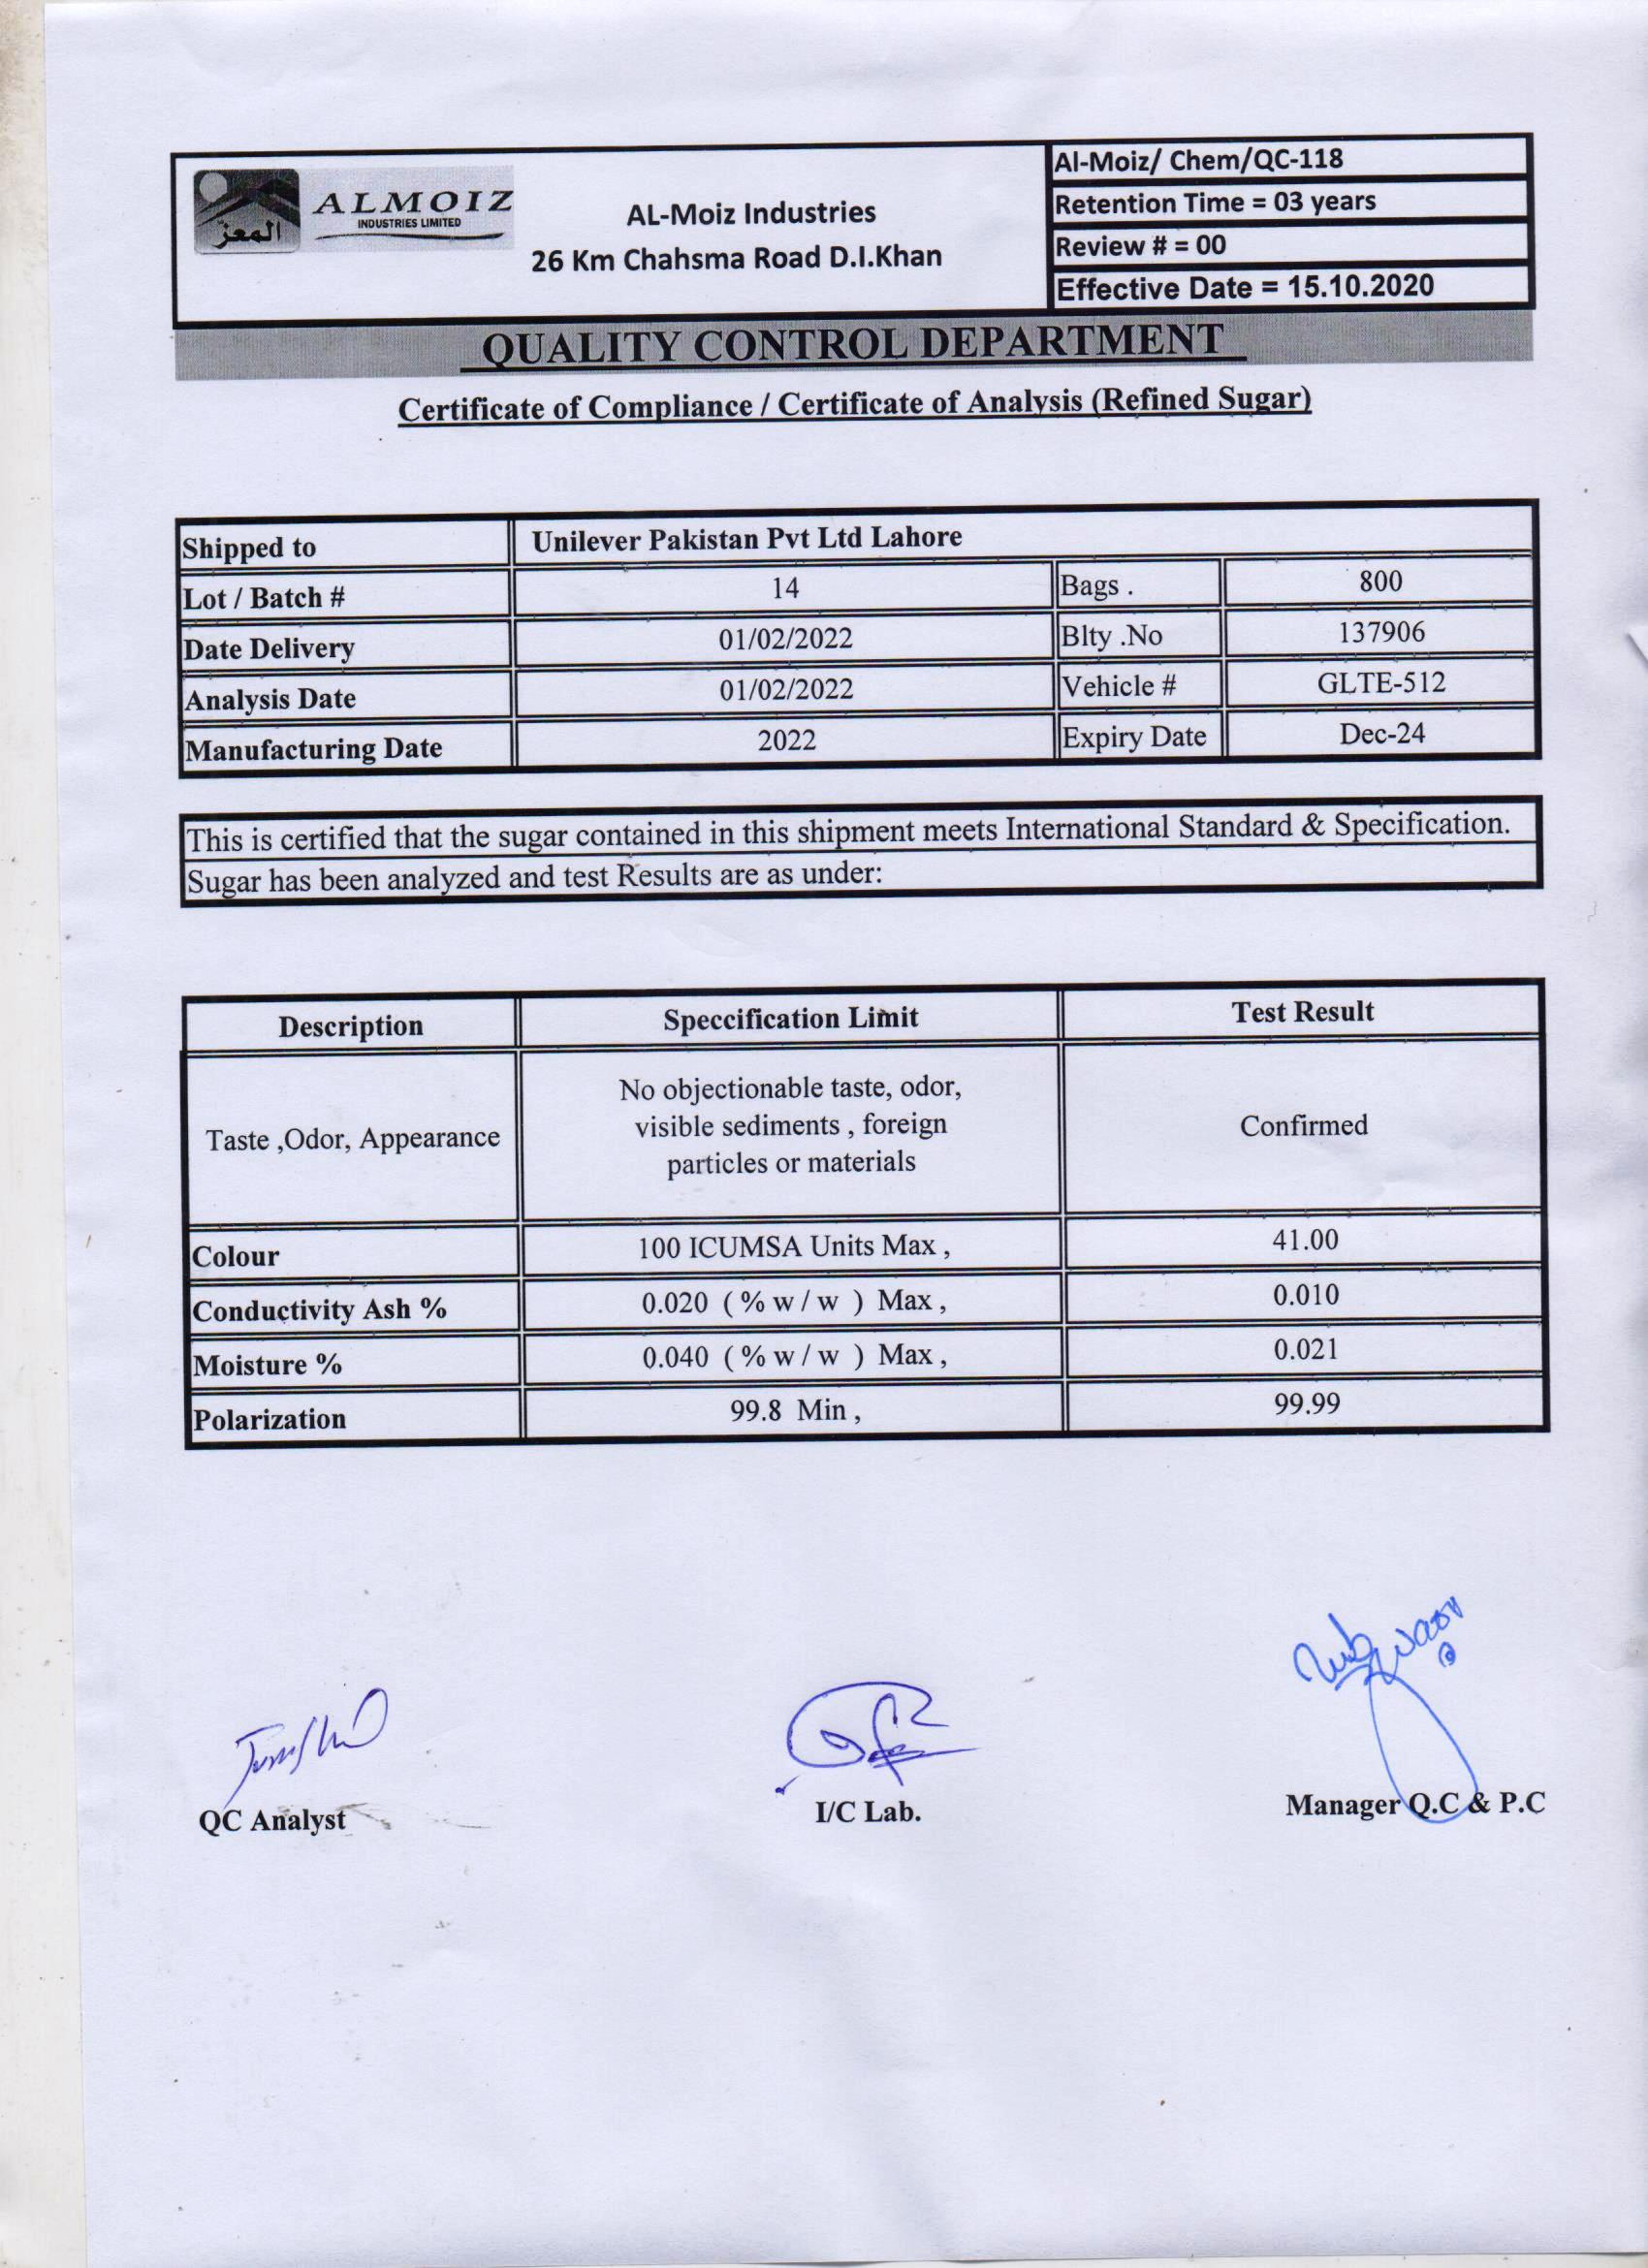 المعز
ALMOIZ
INDUSTRIES LIMITED
AL-Moiz Industries
26 Km Chahsma Road D.I.Khan
Al-Moiz/ Chem/QC-118
Retention Time = 03 years
Review # = 00
Effective Date = 15.10.2020
QUALITY CONTROL DEPARTMENT
Certificate of Compliance / Certificate of Analysis (Refined Sugar)
Shipped to Unilever Pakistan Pvt Ltd Lahore
Lot / Batch # 14 Bags . 800
Date Delivery 01/02/2022 Blty .No 137906
Analysis Date 01/02/2022 Vehicle # GLTE-512
Manufacturing Date 2022 Expiry Date Dec-24
This is certified that the sugar contained in this shipment meets International Standard & Specification.
Sugar has been analyzed and test Results are as under:
Description Speccification Limit Test Result
Taste ,Odor, Appearance
No objectionable taste, odor,
visible sediments , foreign
particles or materials
Confirmed
Colour 100 ICUMSA Units Max , 41.00
Conductivity Ash % 0.020 ( % w / w ) Max , 0.010
Moisture % 0.040 ( % w / w ) Max , 0.021
Polarization 99.8 Min , 99.99
QC Analyst I/C Lab. Manager Q.C & P.C